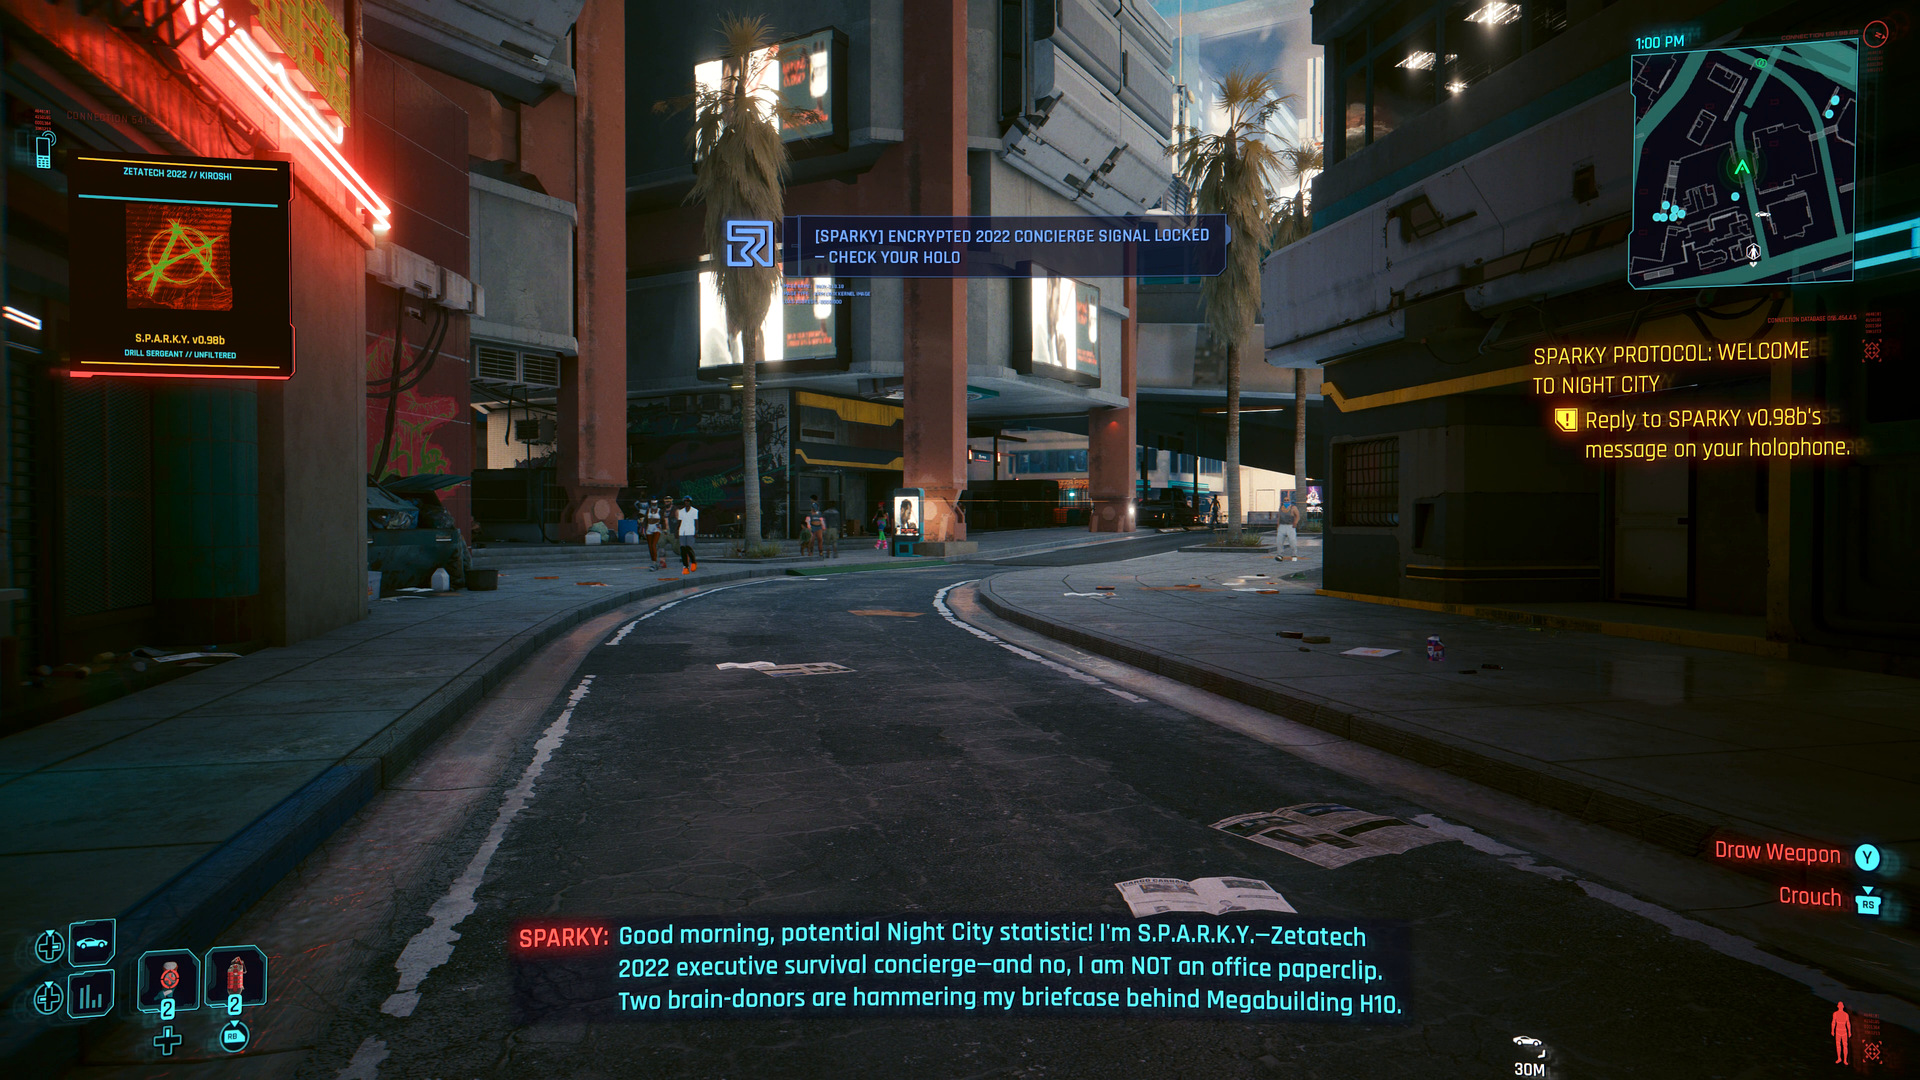 1:00 PM
ZETATECH 2022 // KIROSHI
S.P.A.R.K.Y. v0.98b
DRILL SERGEANT // UNFILTERED
[SPARKY] ENCRYPTED 2022 CONCIERGE SIGNAL LOCKED
— CHECK YOUR HOLO
SPARKY PROTOCOL: WELCOME
TO NIGHT CITY
Reply to SPARKY v0.98b's
message on your holophone.
Draw Weapon Y
Crouch RS
SPARKY: Good morning, potential Night City statistic! I'm S.P.A.R.K.Y.—Zetatech
2022 executive survival concierge—and no, I am NOT an office paperclip.
Two brain-donors are hammering my briefcase behind Megabuilding H10.
2
2
RB
30M